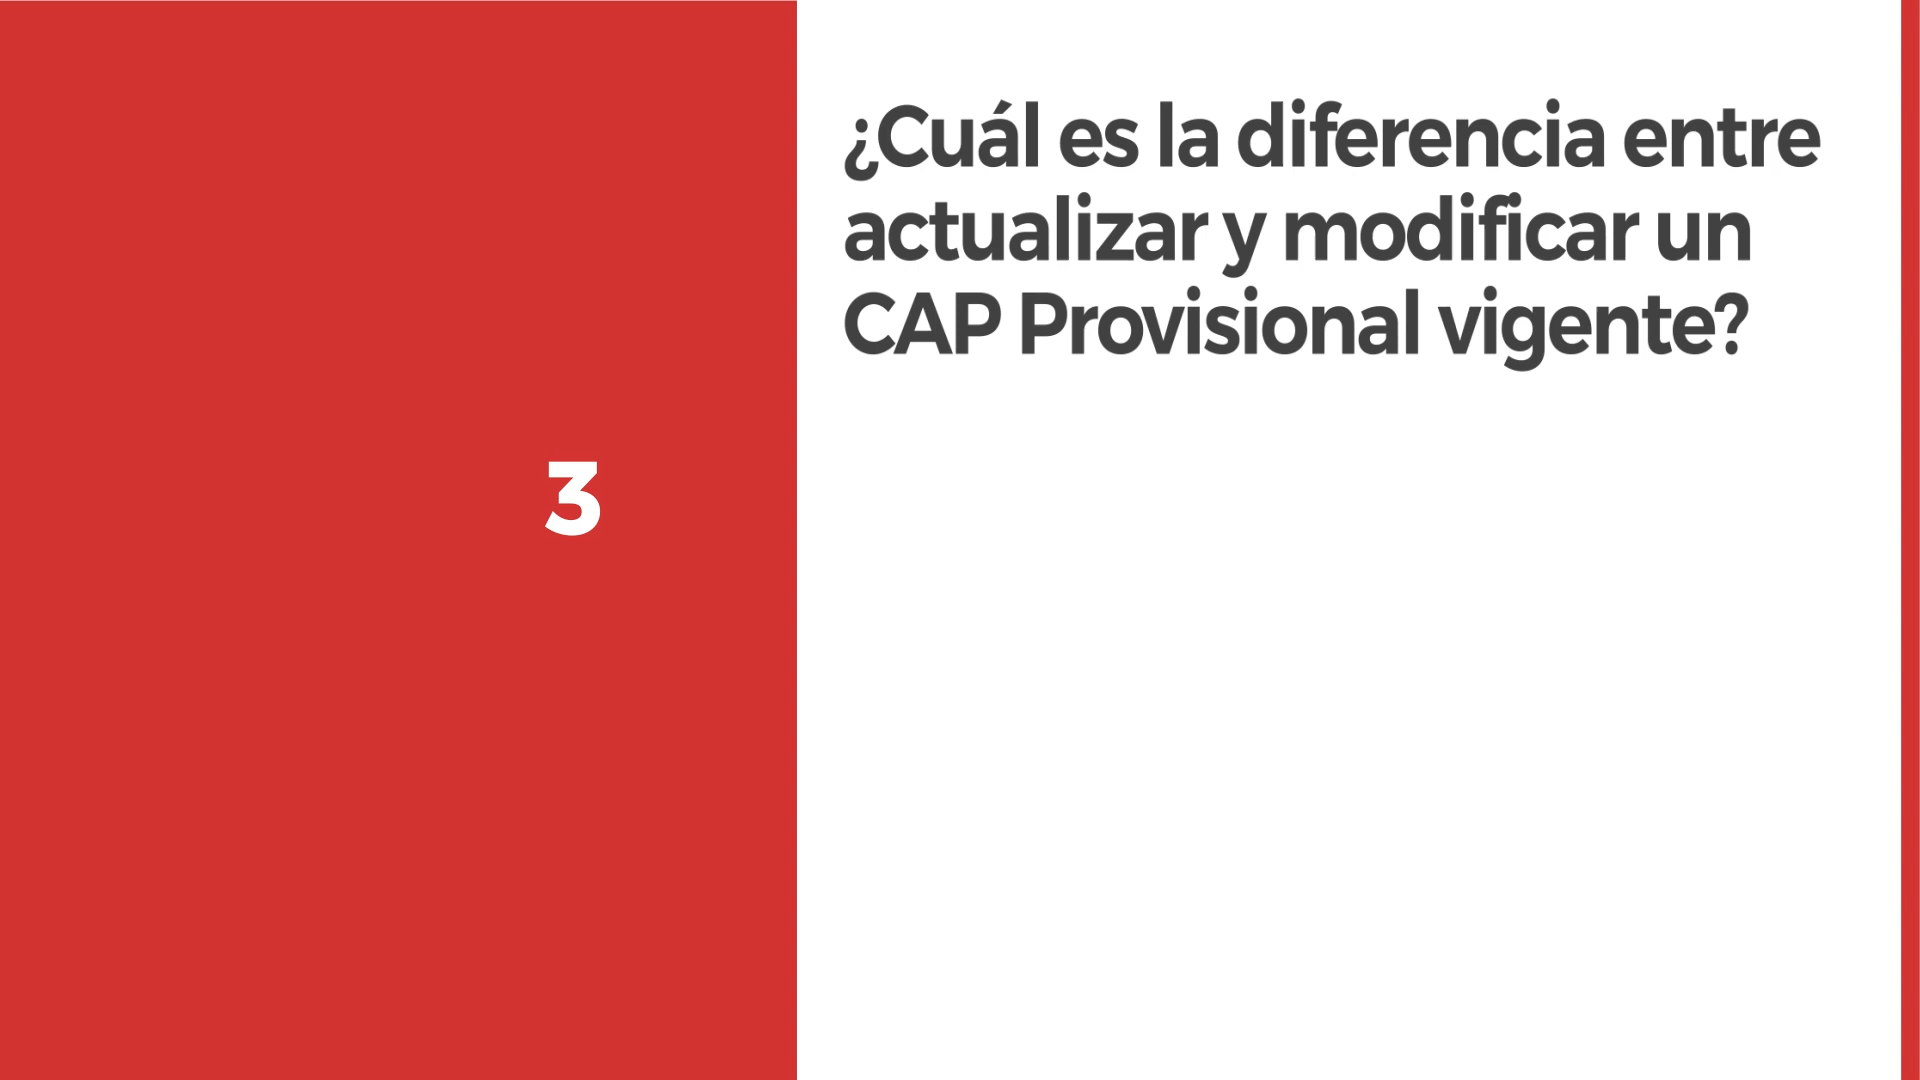 3
¿Cuál es la diferencia entre
actualizar y modificar un
CAP Provisional vigente?